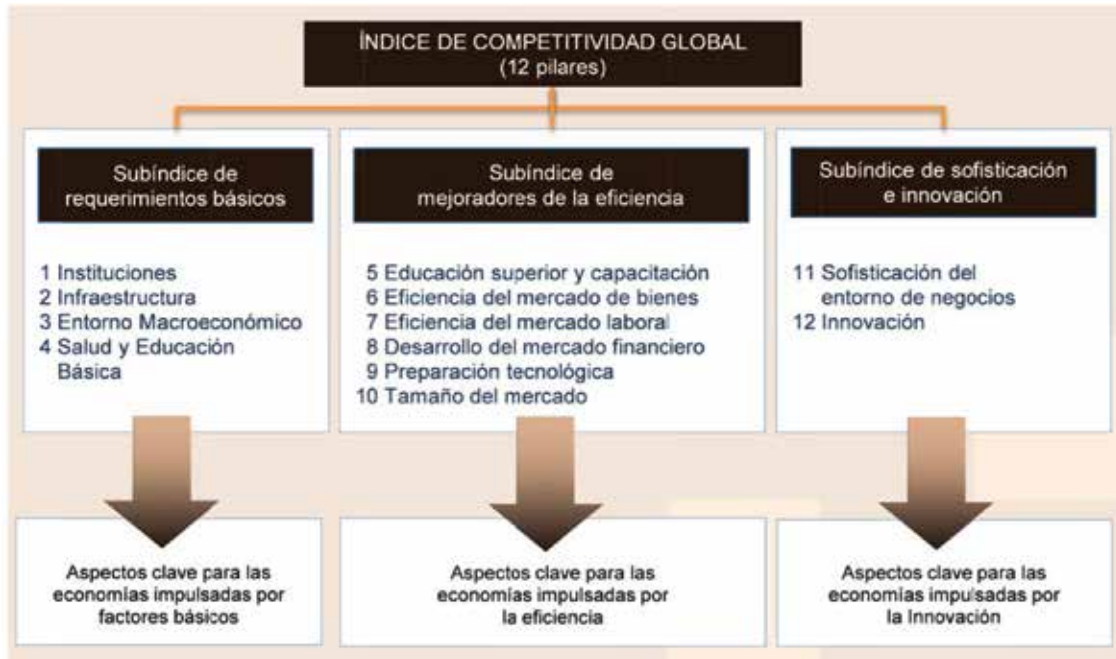 ÍNDICE DE COMPETITIVIDAD GLOBAL
(12 pilares)
Subíndice de
requerimientos básicos
1 Instituciones
2 Infraestructura
3 Entorno Macroeconómico
4 Salud y Educación
Básica
Aspectos clave para las
economías impulsadas por
factores básicos
Subíndice de
mejoradores de la eficiencia
5 Educación superior y capacitación
6 Eficiencia del mercado de bienes
7 Eficiencia del mercado laboral
8 Desarrollo del mercado financiero
9 Preparación tecnológica
10 Tamaño del mercado
Aspectos clave para las
economías impulsadas por
la eficiencia
Subíndice de sofisticación
e innovación
11 Sofisticación del
entorno de negocios
12 Innovación
Aspectos clave para las
economías impulsadas por
la Innovación